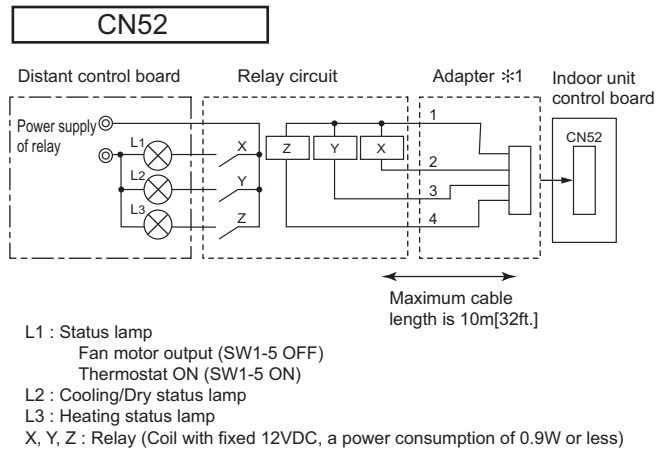 CN52
Distant control board
Relay circuit
Adapter ✻1
Indoor unit
control board
Power supply
of relay
L1
L2
L3
X
Y
Z
Z
Y
X
1
2
3
4
CN52
Maximum cable
length is 10m[32ft.]
L1 : Status lamp
Fan motor output (SW1-5 OFF)
Thermostat ON (SW1-5 ON)
L2 : Cooling/Dry status lamp
L3 : Heating status lamp
X, Y, Z : Relay (Coil with fixed 12VDC, a power consumption of 0.9W or less)